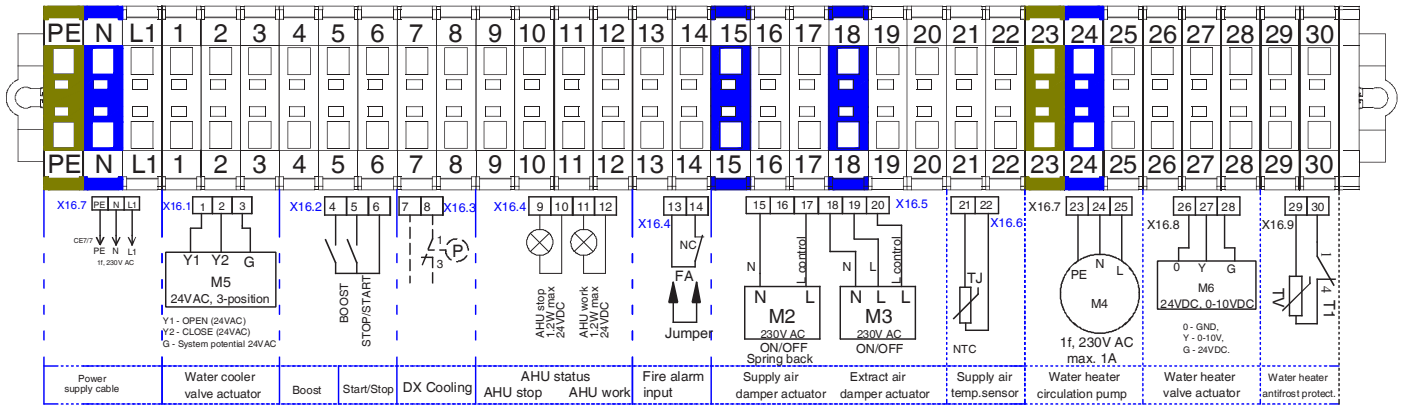 PE N L1 1 2 3 4 5 6 7 8 9 10 11 12 13 14 15 16 17 18 19 20 21 22 23 24 25 26 27 28 29 30
PE N L1 1 2 3 4 5 6 7 8 9 10 11 12 13 14 15 16 17 18 19 20 21 22 23 24 25 26 27 28 29 30
X16.7 PE N L1
CE7/7
PE N L1
1f, 230V AC
X16.1 1 2 3
Y1 Y2 G
M5
24VAC, 3-position
Y1 - OPEN (24VAC)
Y2 - CLOSE (24VAC)
G - System potential 24VAC
X16.2 4 5 6
BOOST
STOP/START
7 8 X16.3
1
P
3
X16.4 9 10 11 12
AHU stop
1,2W max
24VDC
AHU work
1,2W max
24VDC
13 14
X16.4
NC
FA
Jumper
15 16 17 18 19 20 X16.5
N
L control
N
L
L control
N L
M2
230V AC
ON/OFF
Spring back
N L L
M3
230V AC
ON/OFF
21 22
X16.6
TJ
NTC
X16.7 23 24 25
PE N L
M4
1f, 230V AC
max. 1A
26 27 28
X16.8
0 Y G
M6
24VDC, 0-10VDC
0 - GND,
Y - 0-10V,
G - 24VDC.
29 30
X16.9
TV
1
4
T1
Power
supply cable
Water cooler
valve actuator
Boost
Start/Stop
DX Cooling
AHU status
AHU stop AHU work
Fire alarm
input
Supply air
damper actuator
Extract air
damper actuator
Supply air
temp.sensor
Water heater
circulation pump
Water heater
valve actuator
Water heater
antifrost protect.